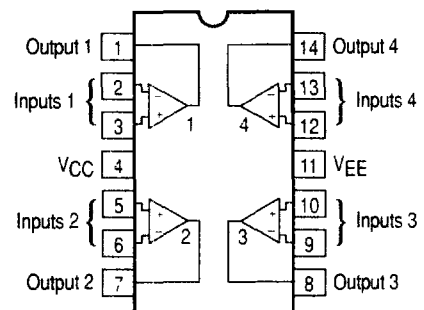 Output 1 1 14 Output 4
Inputs 1 { 2 − − 13 } Inputs 4
3 + 1 4 + 12
VCC 4 11 VEE
Inputs 2 { 5 + + 10 } Inputs 3
6 − 2 3 − 9
Output 2 7 8 Output 3